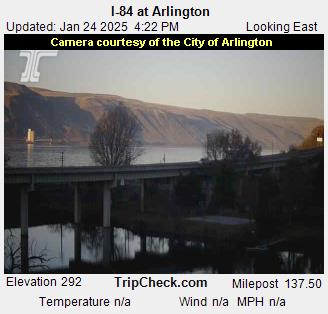 I-84 at Arlington
Updated: Jan 24 2025 4:22 PM Looking East
Camera courtesy of the City of Arlington
Elevation 292 TripCheck.com Milepost 137.50
Temperature n/a Wind n/a MPH n/a